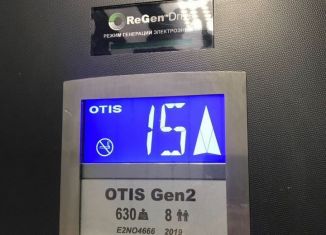 ReGen Drive
РЕЖИМ ГЕНЕРАЦИИ ЭЛЕКТРОЭНЕРГИИ
OTIS
15
OTIS Gen2
630 8
E2NO4666 2019